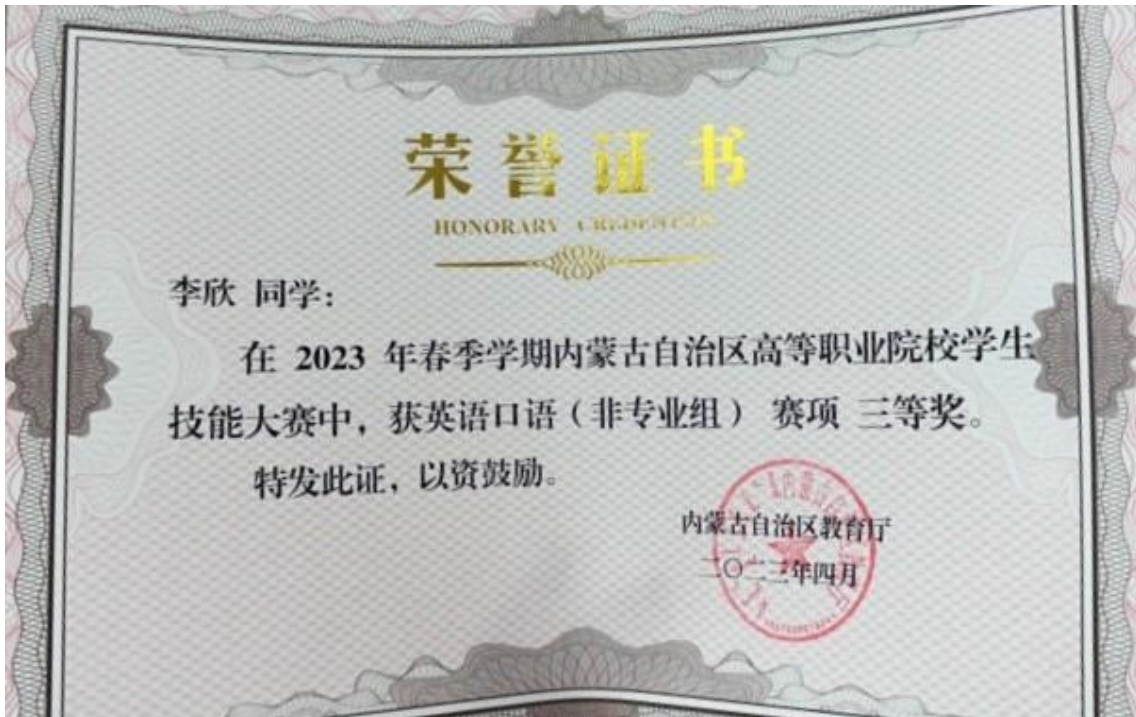 荣誉证书
HONORARY CREDENTIAL
李欣 同学：
在 2023 年春季学期内蒙古自治区高等职业院校学生
技能大赛中，获英语口语（非专业组） 赛项 三等奖。
特发此证，以资鼓励。
内蒙古自治区教育厅
二〇二三年四月